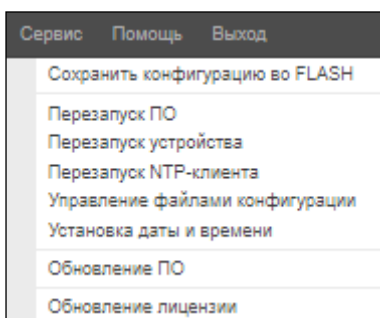 Сервис Помощь Выход
Сохранить конфигурацию во FLASH
Перезапуск ПО
Перезапуск устройства
Перезапуск NTP-клиента
Управление файлами конфигурации
Установка даты и времени
Обновление ПО
Обновление лицензии